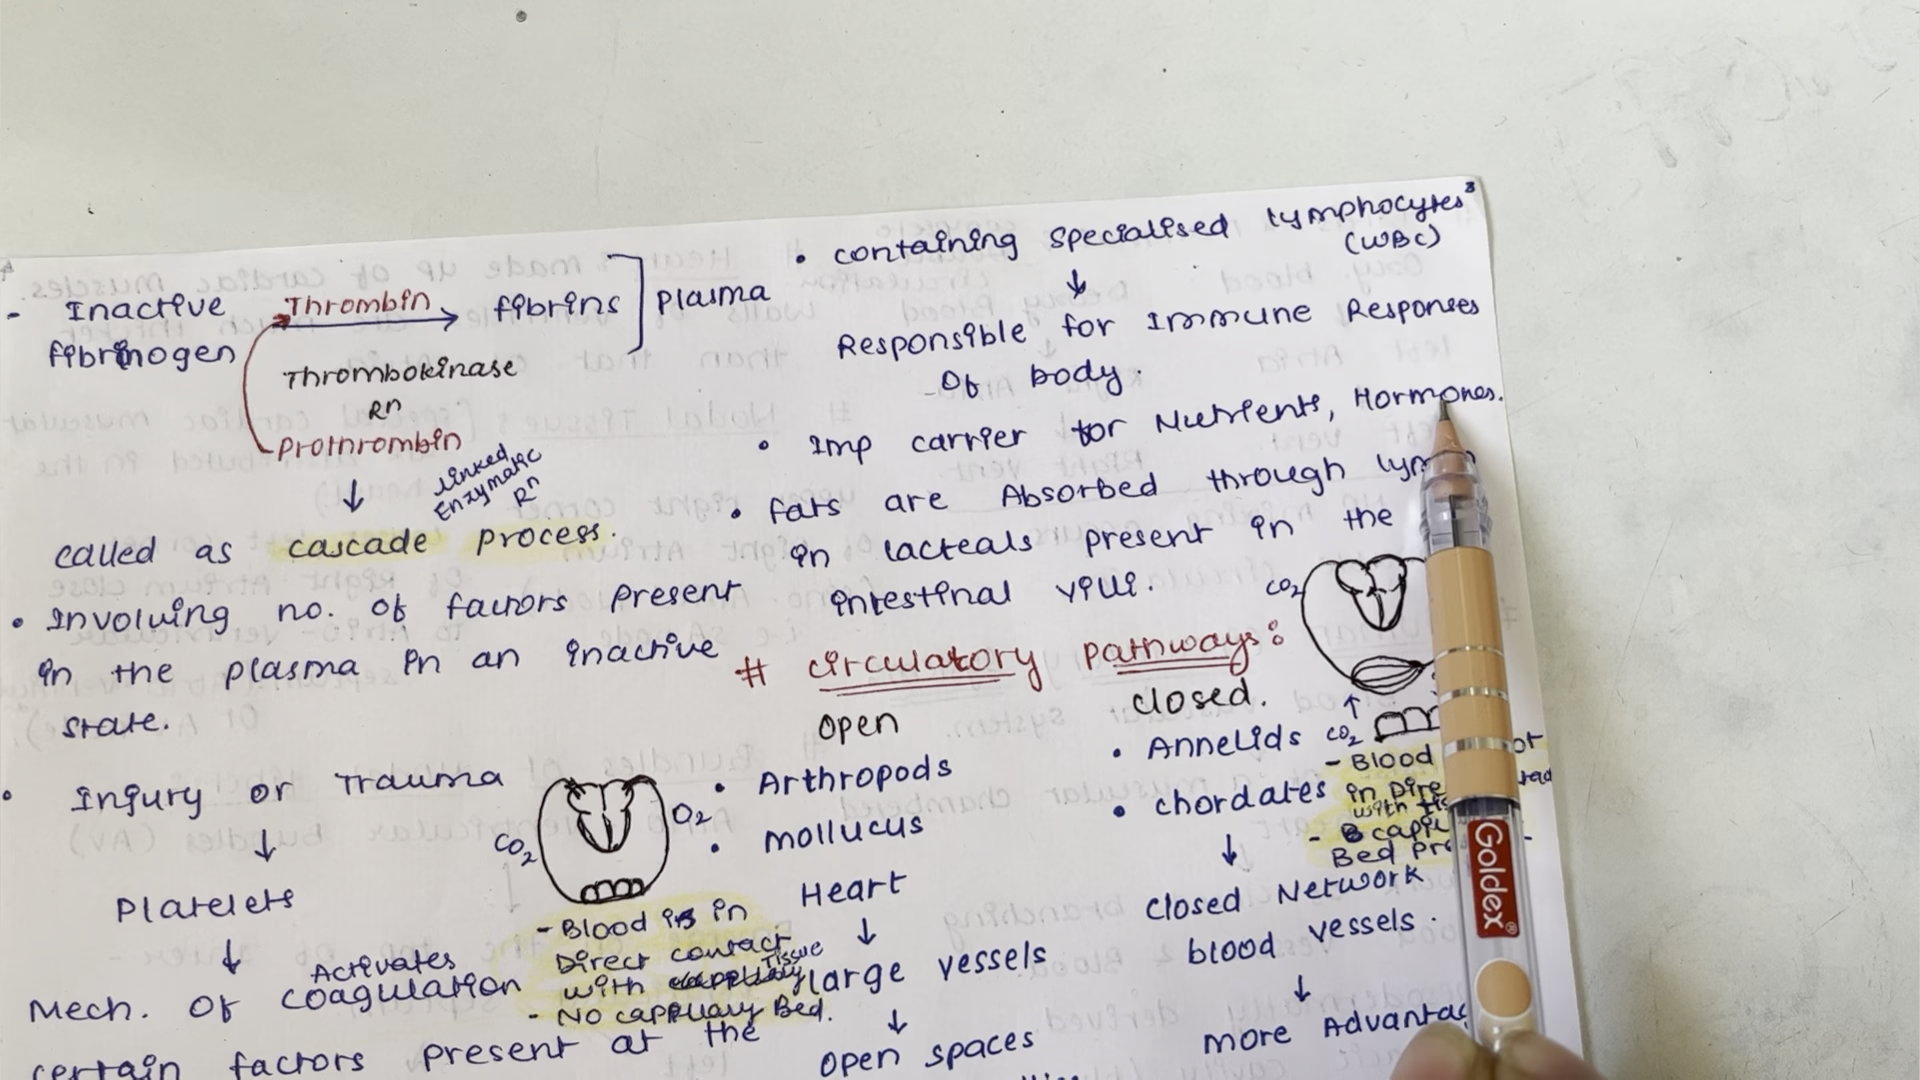 - Inactive Thrombin fibrins Plasma
fibrinogen
Thrombokinase
Rn
Prothrombin
linked
Enzymatic
Rn
called as cascade process.
• Involving no. of factors present
in the plasma in an inactive
state.
• Injury or Trauma
Platelets
Activates
Mech. of coagulation
certain factors present at the
CO2
O2
- Blood is in
Direct contact
with Tissue
- No capillary Bed.
• containing specialised lymphocytes
(WBC)
Responsible for Immune Responses
of body.
• Imp carrier for Nutrients, Hormones.
• fats are Absorbed through
in lacteals present in the
intestinal villi.
# circulatory Pathways:
Open
• Arthropods
• mollucus
Heart
large vessels
open spaces
closed.
• Annelids
• chordates
closed Network
blood vessels.
more
CO2
CO2
- Blood
in
with
Bed
Goldex